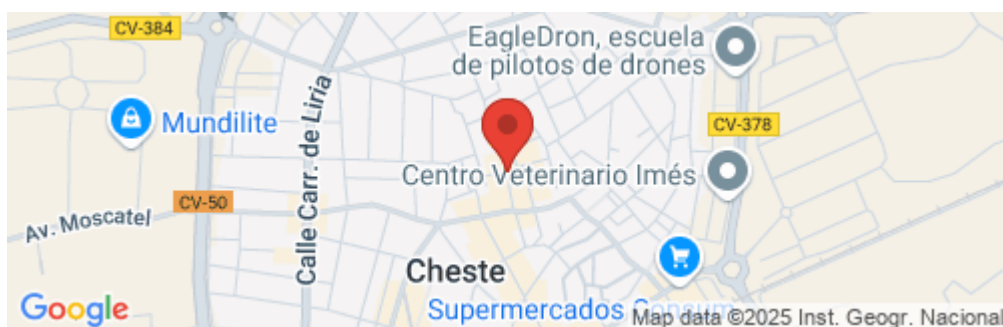 CV-384
EagleDron, escuela
de pilotos de drones
Mundilite
Calle Carr. de Liria
CV-378
Centro Veterinario Imés
CV-50
Av. Moscatel
Cheste
Supermercados Consum
Google
Map data ©2025 Inst. Geogr. Nacional